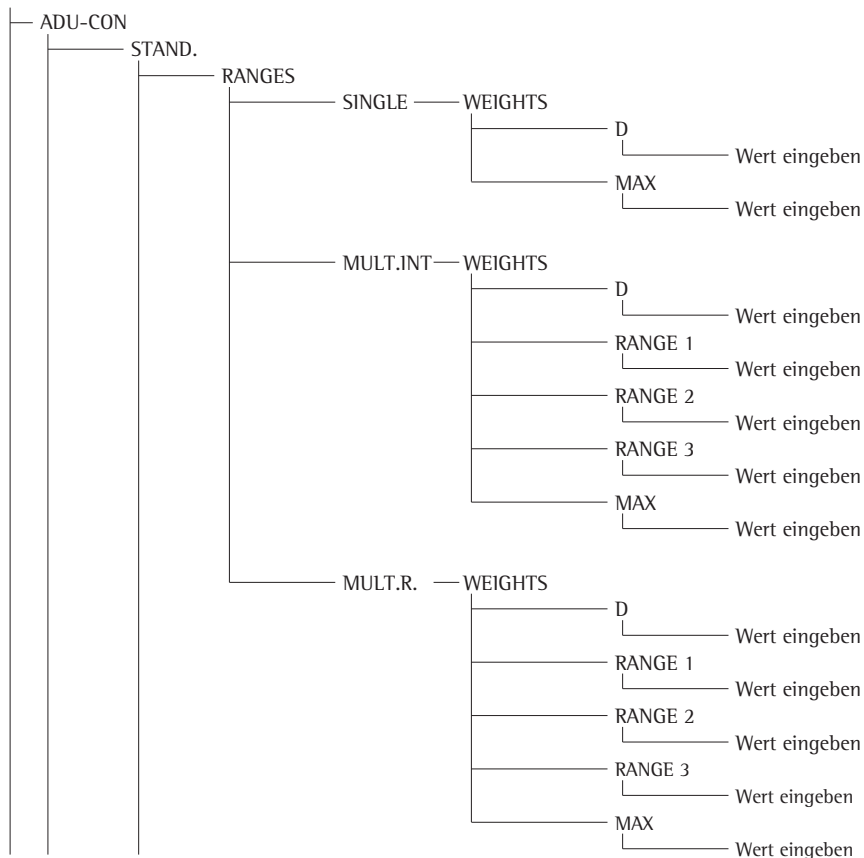 ADU-CON
STAND.
RANGES
SINGLE WEIGHTS
D
Wert eingeben
MAX
Wert eingeben
MULT.INT WEIGHTS
D
Wert eingeben
RANGE 1
Wert eingeben
RANGE 2
Wert eingeben
RANGE 3
Wert eingeben
MAX
Wert eingeben
MULT.R. WEIGHTS
D
Wert eingeben
RANGE 1
Wert eingeben
RANGE 2
Wert eingeben
RANGE 3
Wert eingeben
MAX
Wert eingeben